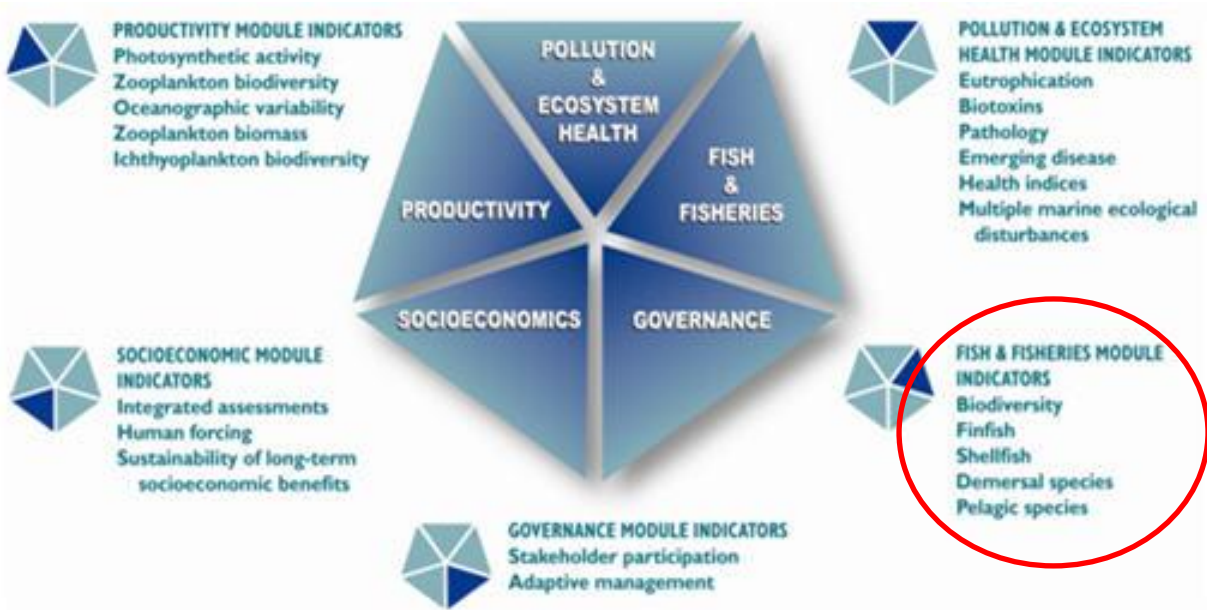 PRODUCTIVITY MODULE INDICATORS
Photosynthetic activity
Zooplankton biodiversity
Oceanographic variability
Zooplankton biomass
Ichthyoplankton biodiversity
POLLUTION
&
ECOSYSTEM
HEALTH
FISH
&
FISHERIES
PRODUCTIVITY
SOCIOECONOMICS
GOVERNANCE
POLLUTION & ECOSYSTEM
HEALTH MODULE INDICATORS
Eutrophication
Biotoxins
Pathology
Emerging disease
Health indices
Multiple marine ecological
disturbances
SOCIOECONOMIC MODULE
INDICATORS
Integrated assessments
Human forcing
Sustainability of long-term
socioeconomic benefits
FISH & FISHERIES MODULE
INDICATORS
Biodiversity
Finfish
Shellfish
Demersal species
Pelagic species
GOVERNANCE MODULE INDICATORS
Stakeholder participation
Adaptive management